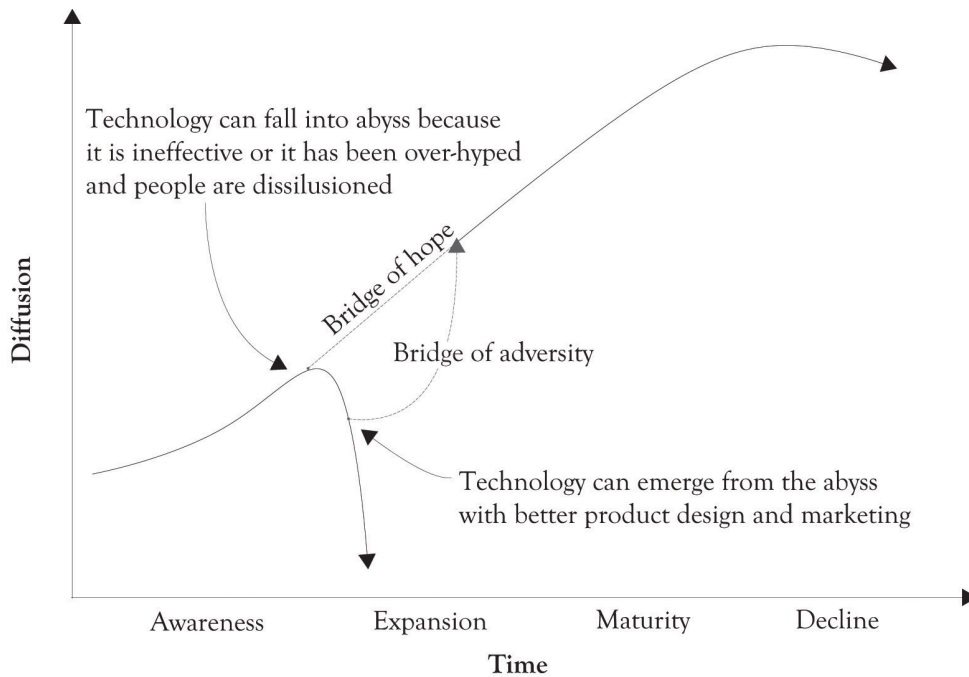 Technology can fall into abyss because
it is ineffective or it has been over-hyped
and people are dissilusioned
Bridge of hope
Bridge of adversity
Technology can emerge from the abyss
with better product design and marketing
Diffusion
Awareness
Expansion
Maturity
Decline
Time